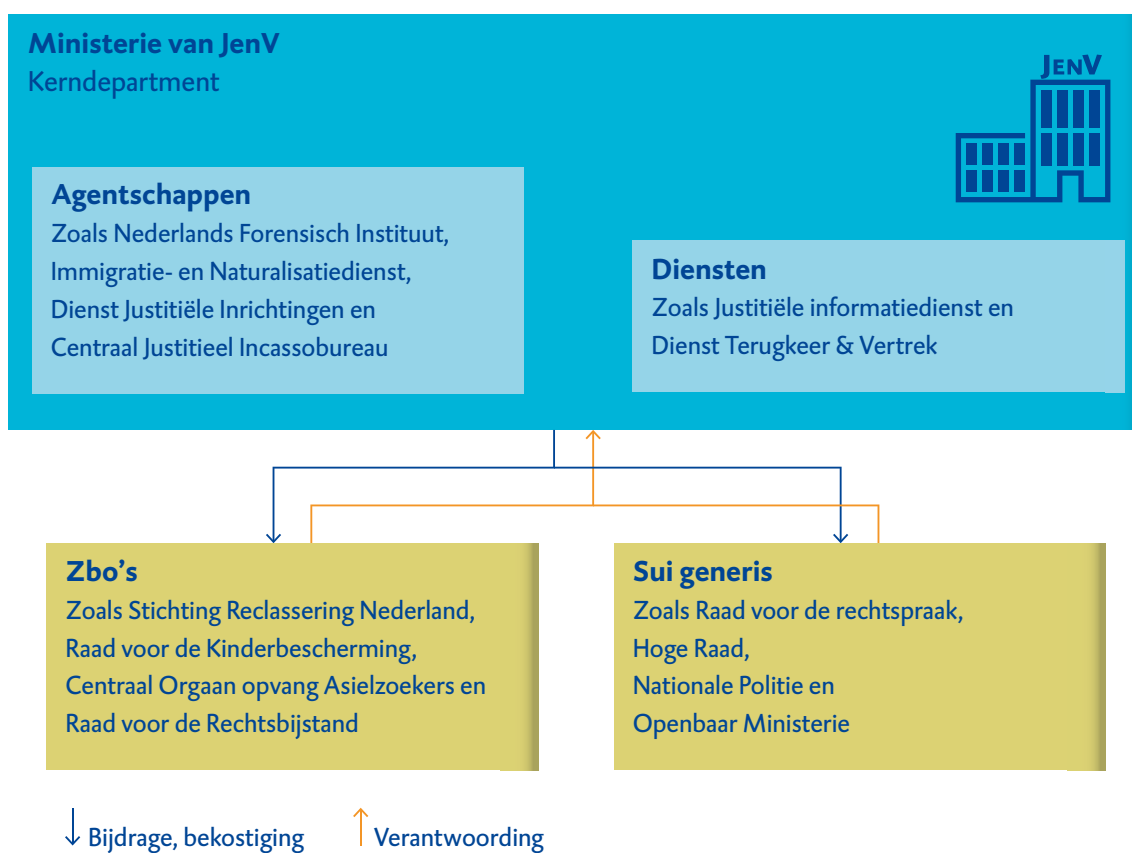 Ministerie van JenV
Kerndepartment
JENV
Agentschappen
Zoals Nederlands Forensisch Instituut,
Immigratie- en Naturalisatiedienst,
Dienst Justitiële Inrichtingen en
Centraal Justitieel Incassobureau
Diensten
Zoals Justitiële informatiedienst en
Dienst Terugkeer & Vertrek
Zbo's
Zoals Stichting Reclassering Nederland,
Raad voor de Kinderbescherming,
Centraal Orgaan opvang Asielzoekers en
Raad voor de Rechtsbijstand
Sui generis
Zoals Raad voor de rechtspraak,
Hoge Raad,
Nationale Politie en
Openbaar Ministerie
Bijdrage, bekostiging
Verantwoording